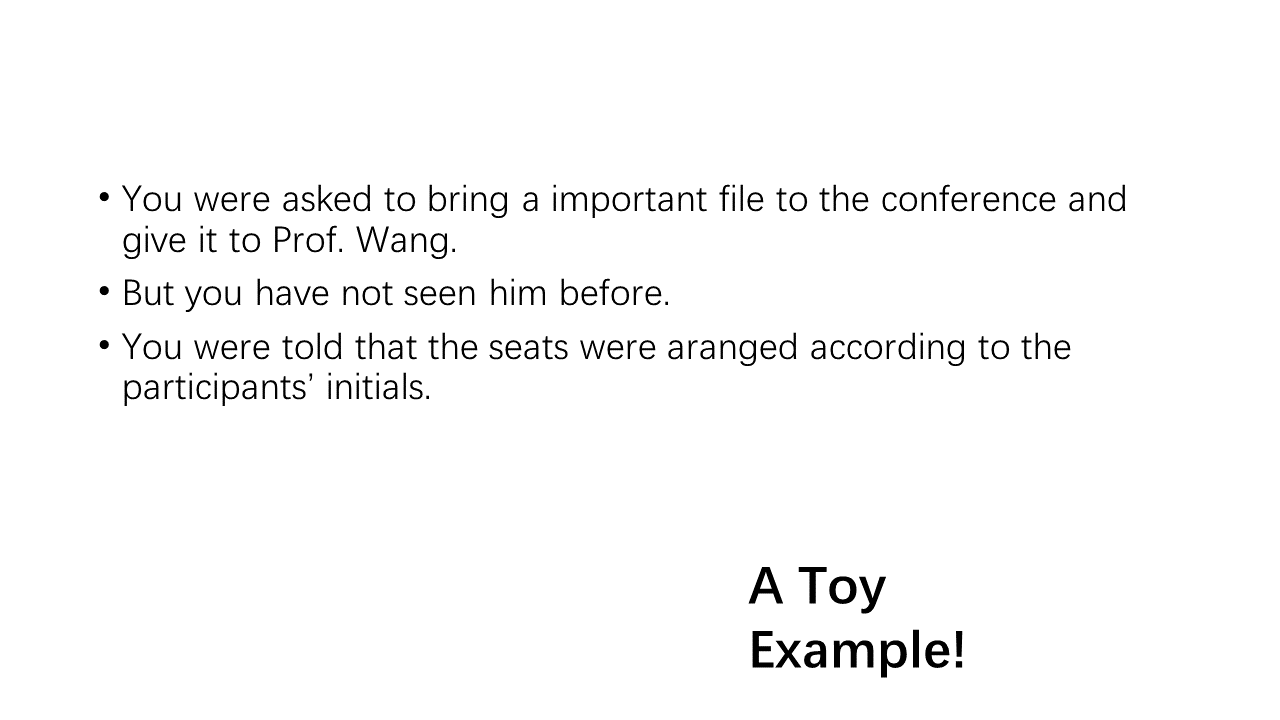 • You were asked to bring a important file to the conference and
give it to Prof. Wang.
• But you have not seen him before.
• You were told that the seats were aranged according to the
participants’ initials.
A Toy
Example!